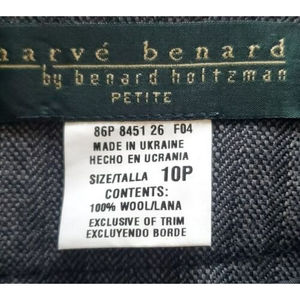 harvé benard
by benard holtzman
PETITE
86P 8451 26 F04
MADE IN UKRAINE
HECHO EN UCRANIA
SIZE/TALLA 10P
CONTENTS:
100% WOOL/LANA
EXCLUSIVE OF TRIM
EXCLUYENDO BORDE